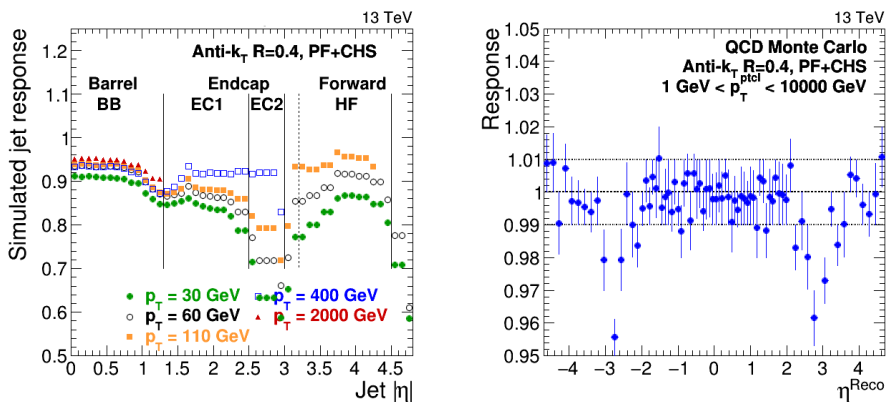 13 TeV
Simulated jet response
Anti-k_T R=0.4, PF+CHS
Barrel Endcap Forward
BB EC1 EC2 HF
1.2
1.1
1
0.9
0.8
0.7
0.6
0.5
p_T = 30 GeV
p_T = 400 GeV
p_T = 60 GeV
p_T = 2000 GeV
p_T = 110 GeV
0 0.5 1 1.5 2 2.5 3 3.5 4 4.5
Jet |η|
13 TeV
Response
QCD Monte Carlo
Anti-k_T R=0.4, PF+CHS
1 GeV < p_T^ptcl < 10000 GeV
1.05
1.04
1.03
1.02
1.01
1
0.99
0.98
0.97
0.96
0.95
−4 −3 −2 −1 0 1 2 3 4
η^Reco